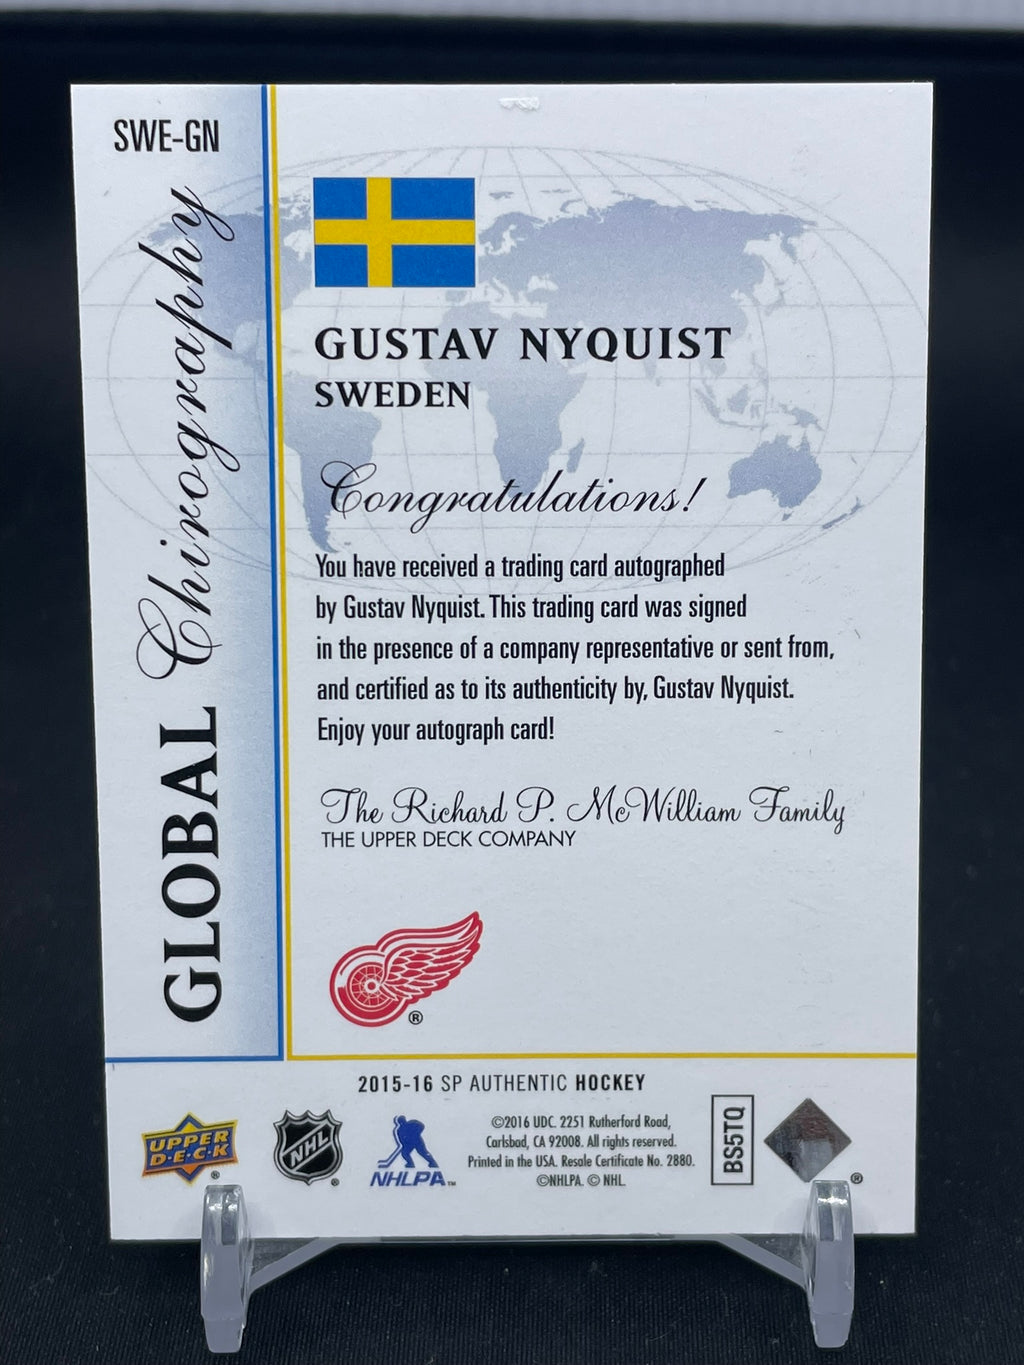 SWE-GN
GLOBAL Chirography
GUSTAV NYQUIST
SWEDEN
Congratulations!
You have received a trading card autographed
by Gustav Nyquist. This trading card was signed
in the presence of a company representative or sent from,
and certified as to its authenticity by, Gustav Nyquist.
Enjoy your autograph card!
The Richard P. McWilliam Family
THE UPPER DECK COMPANY
®
2015-16 SP AUTHENTIC HOCKEY
UPPER
D·E·C·K
®
NHL
®
NHLPA™
©2016 UDC. 2251 Rutherford Road,
Carlsbad, CA 92008. All rights reserved.
Printed in the USA. Resale Certificate No. 2880.
©NHLPA. © NHL.
BS5TQ
®